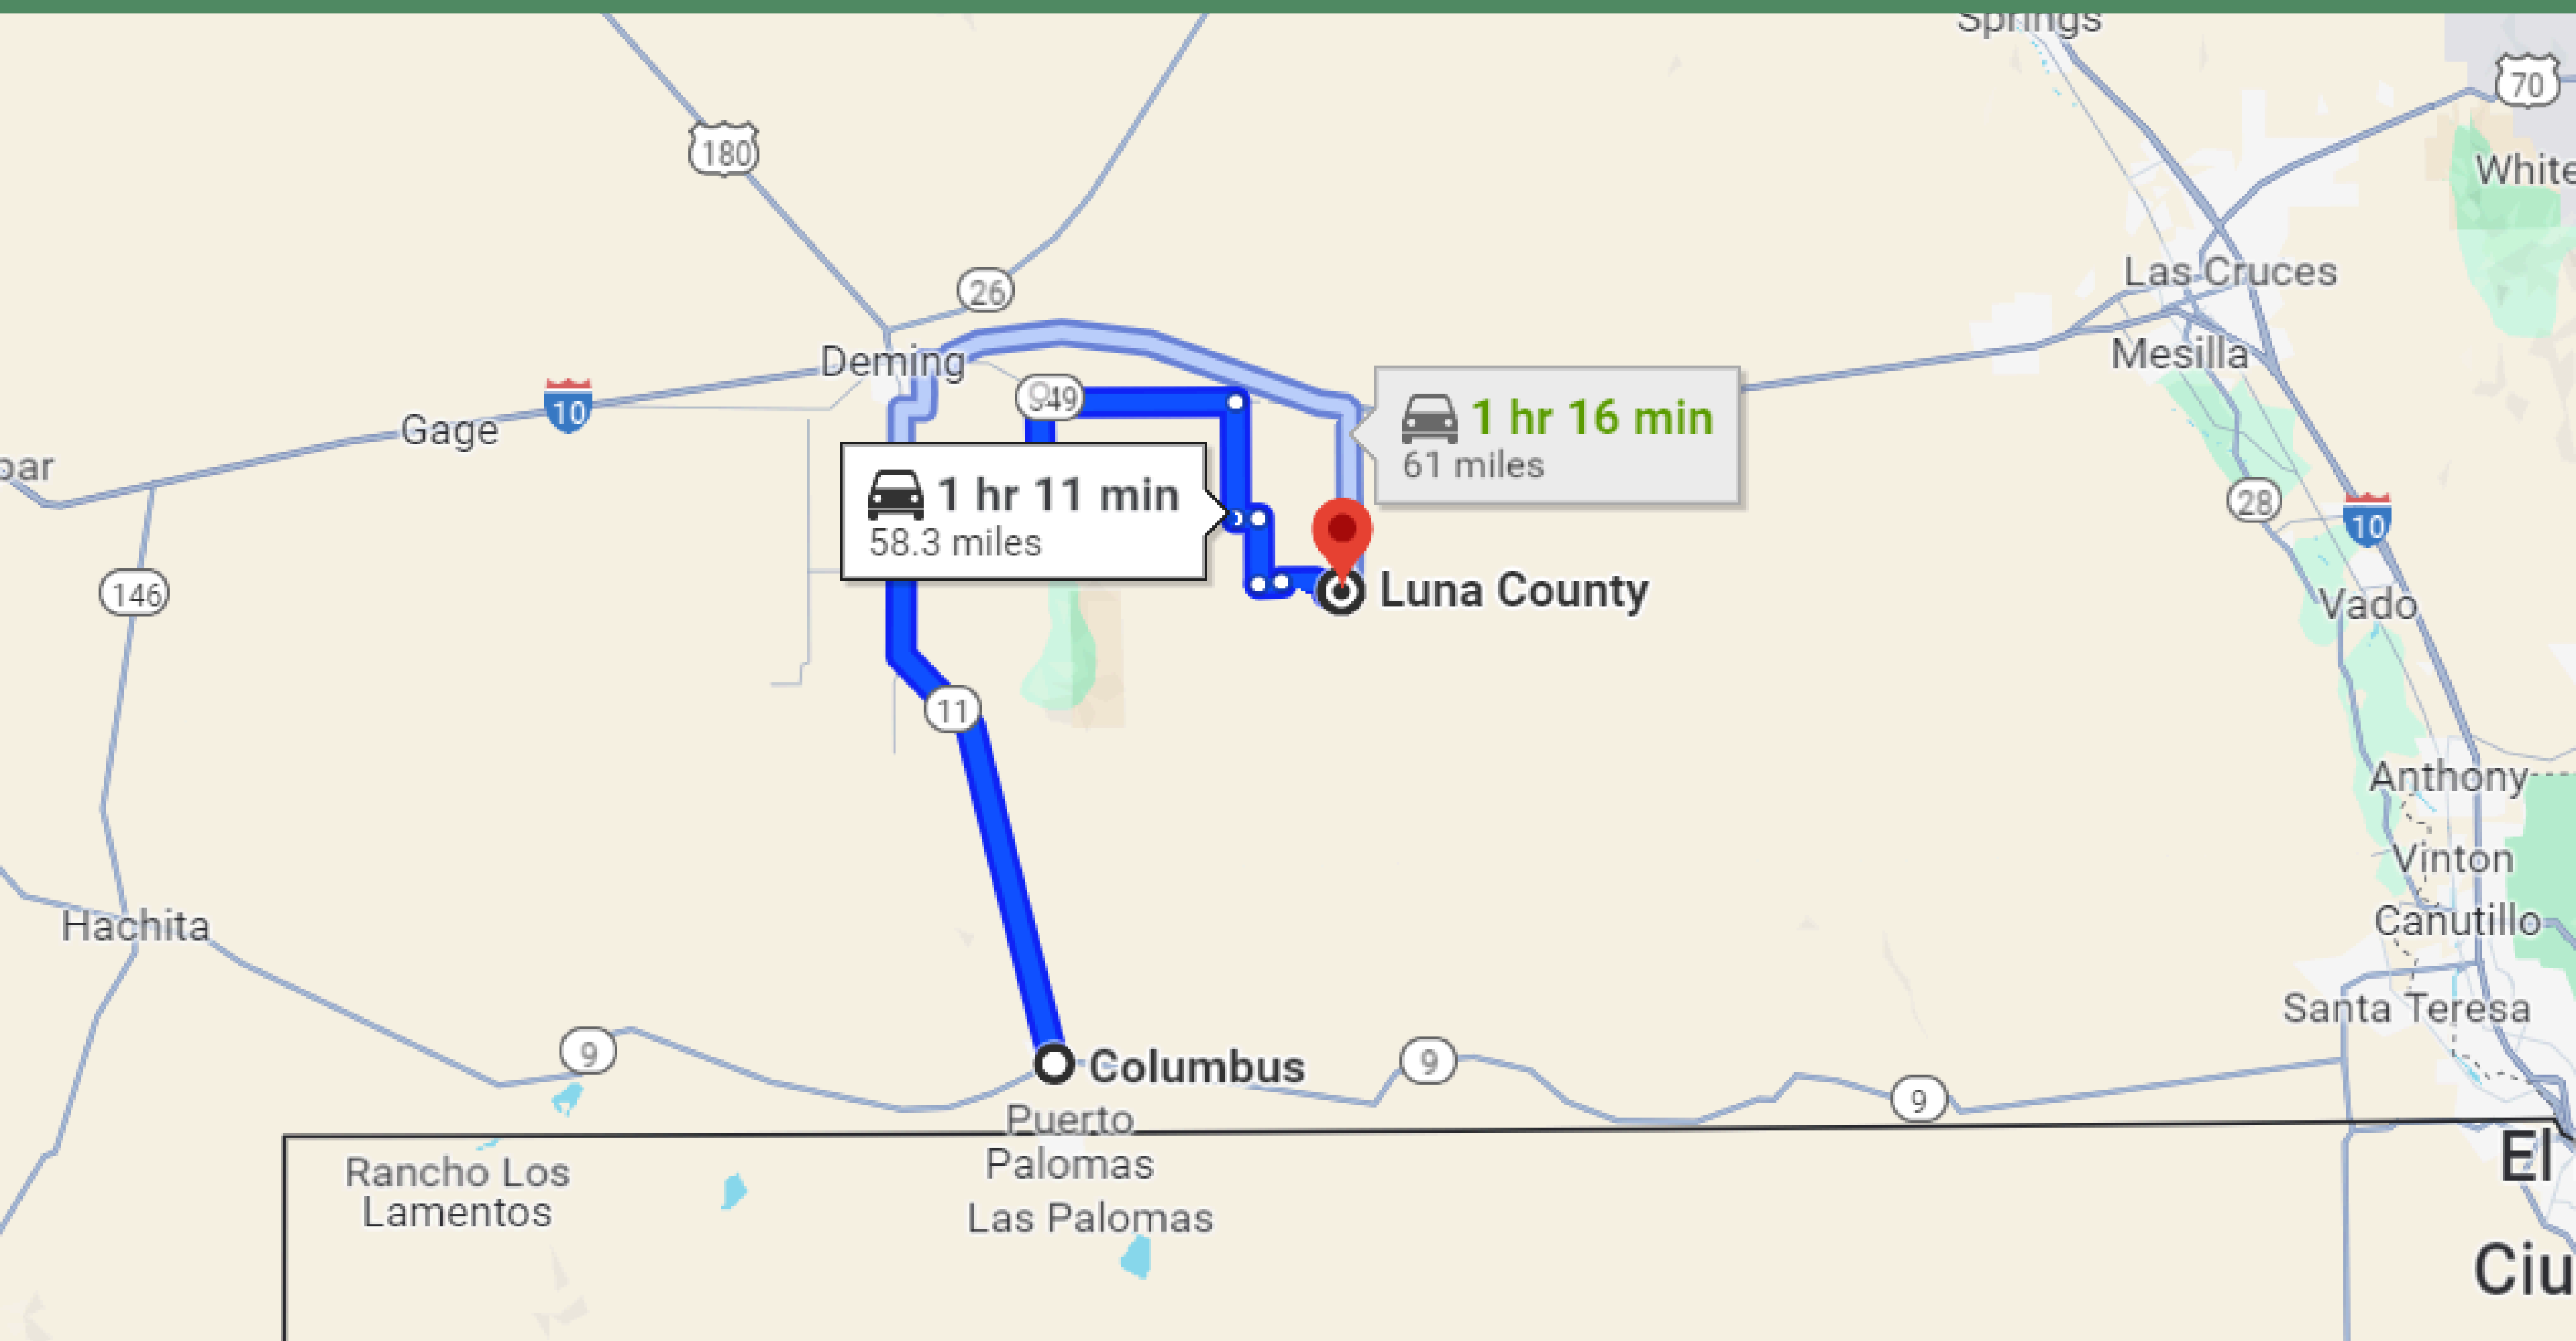 Springs
70
180
White
Las Cruces
26
Mesilla
Deming
10
549
1 hr 16 min
61 miles
Gage
1 hr 11 min
58.3 miles
28
10
146
Luna County
Vado
11
Anthony
Vinton
Hachita
Canutillo
Santa Teresa
9
Columbus
9
9
Puerto
Palomas
El
Rancho Los
Lamentos
Las Palomas
Ciu